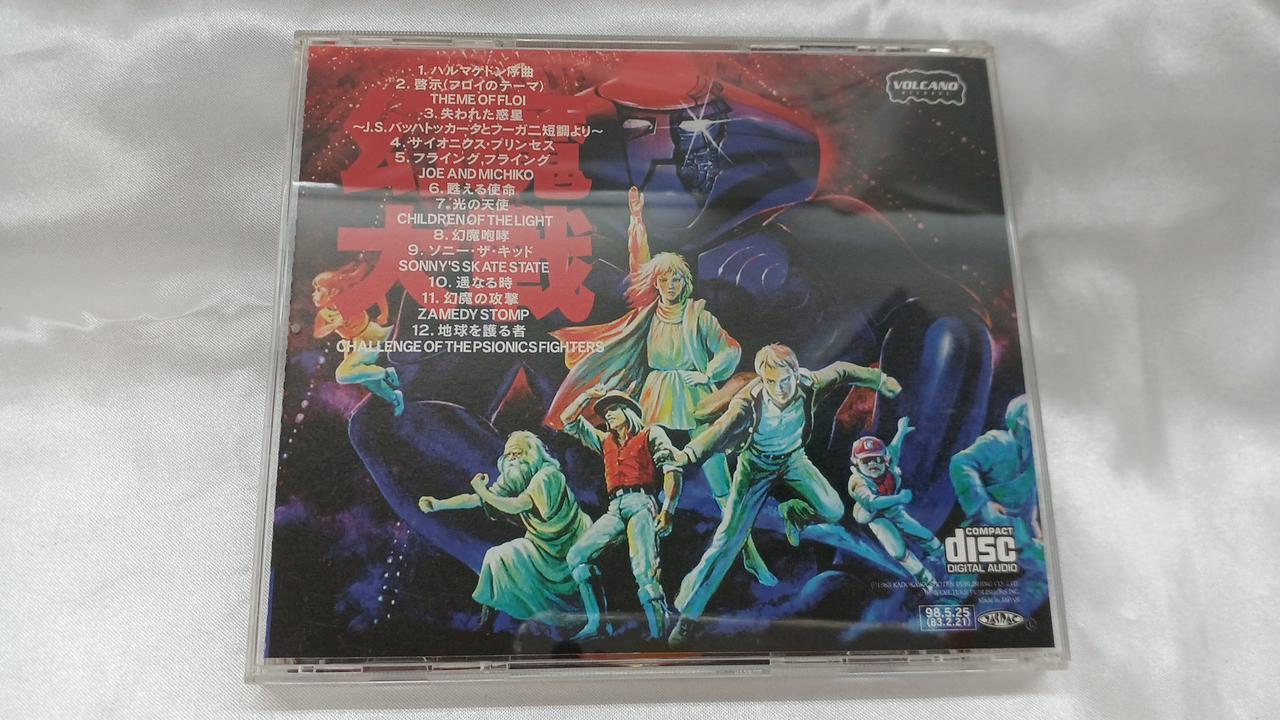 1. ハルマゲドン序曲
2. 啓示(フロイのテーマ)
THEME OF FLOI
3. 失われた惑星
〜J.S.バッハトッカータとフーガニ短調より〜
4. サイオニクス・プリンセス
5. フライング,フライング
JOE AND MICHIKO
6. 甦える使命
7. 光の天使
CHILDREN OF THE LIGHT
8. 幻魔咆哮
9. ソニー・ザ・キッド
SONNY'S SKATE STATE
10. 遥なる時
11. 幻魔の攻撃
ZAMEDY STOMP
12. 地球を護る者
CHALLENGE OF THE PSIONICS FIGHTERS
幻魔
大戦
VOLCANO
RECORDS
COMPACT
disc
DIGITAL AUDIO
Made in JAPAN
98.5.25
(83.2.21)
JASRAC